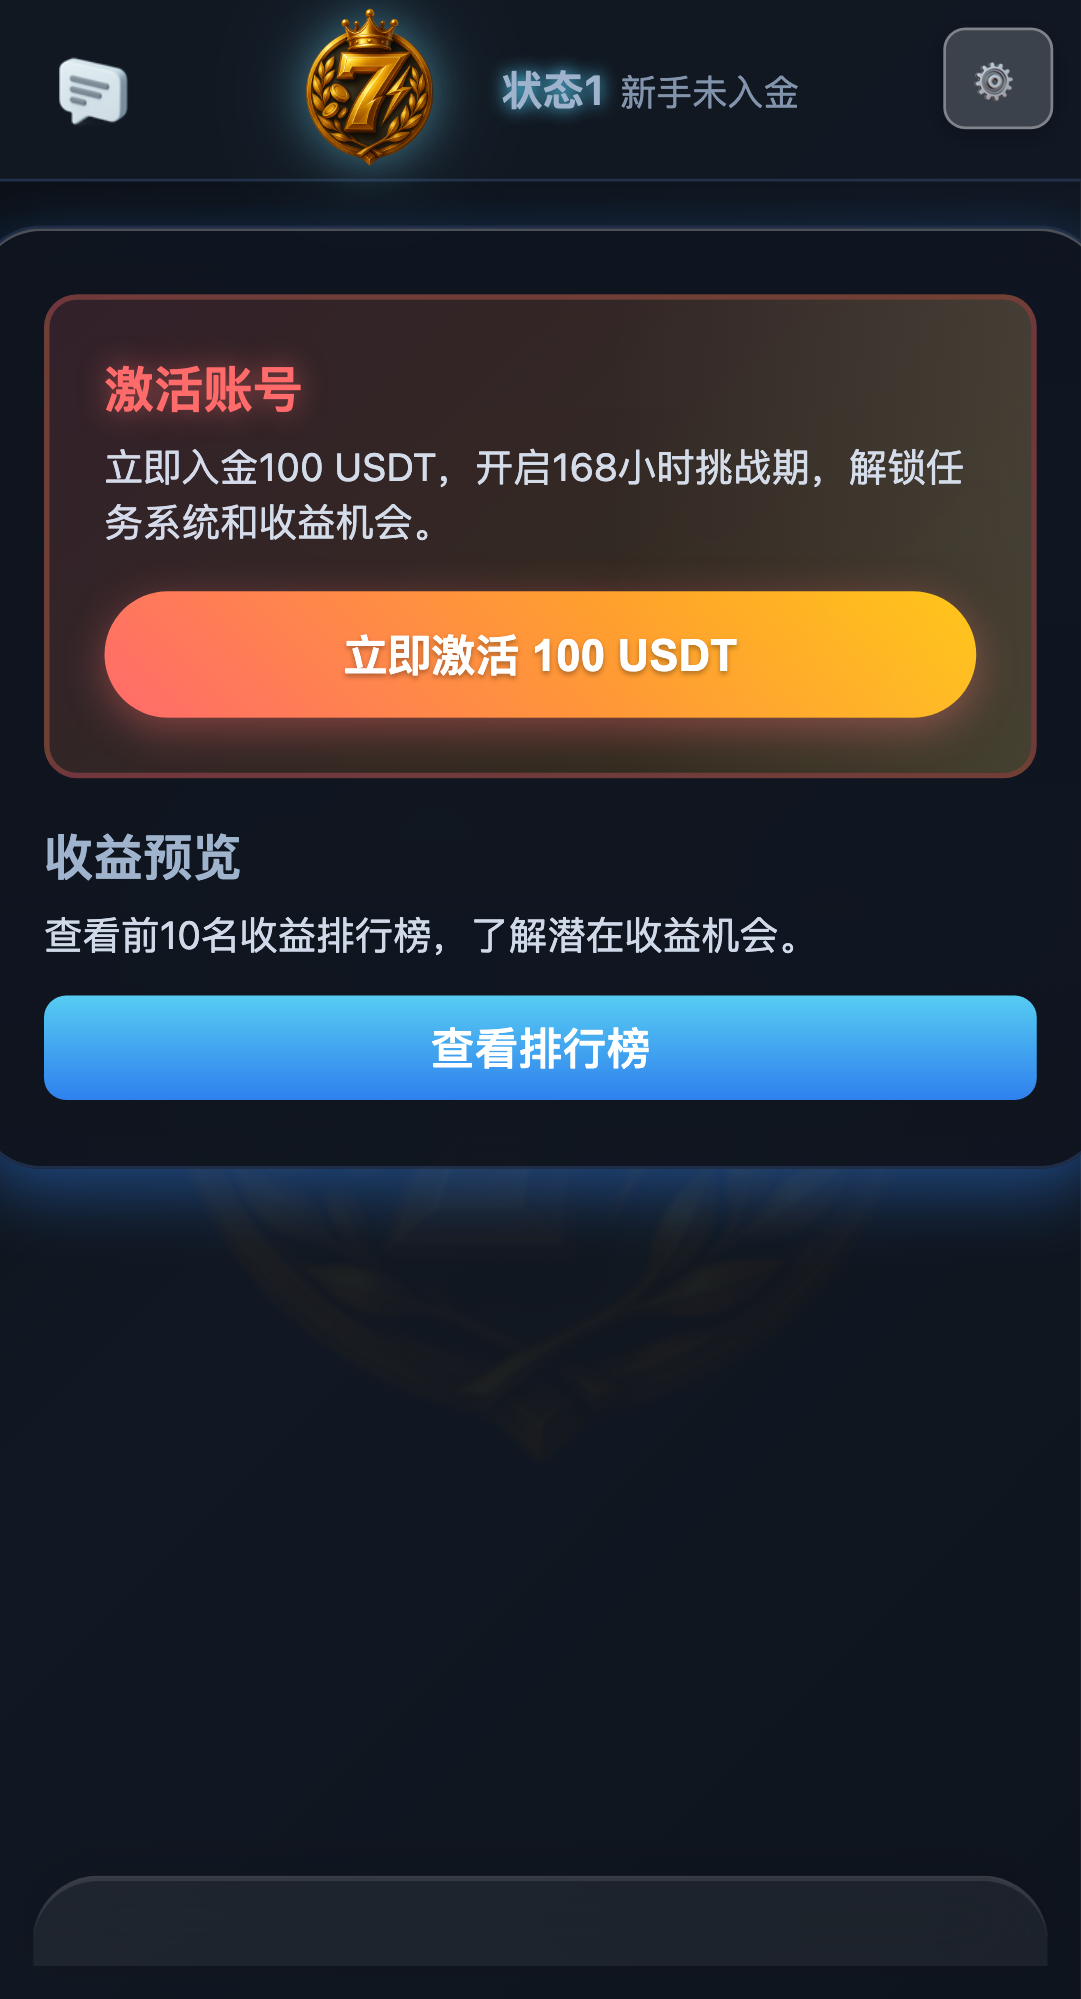 7
状态1 新手未入金
激活账号
立即入金100 USDT，开启168小时挑战期，解锁任
务系统和收益机会。
立即激活 100 USDT
收益预览
查看前10名收益排行榜，了解潜在收益机会。
查看排行榜